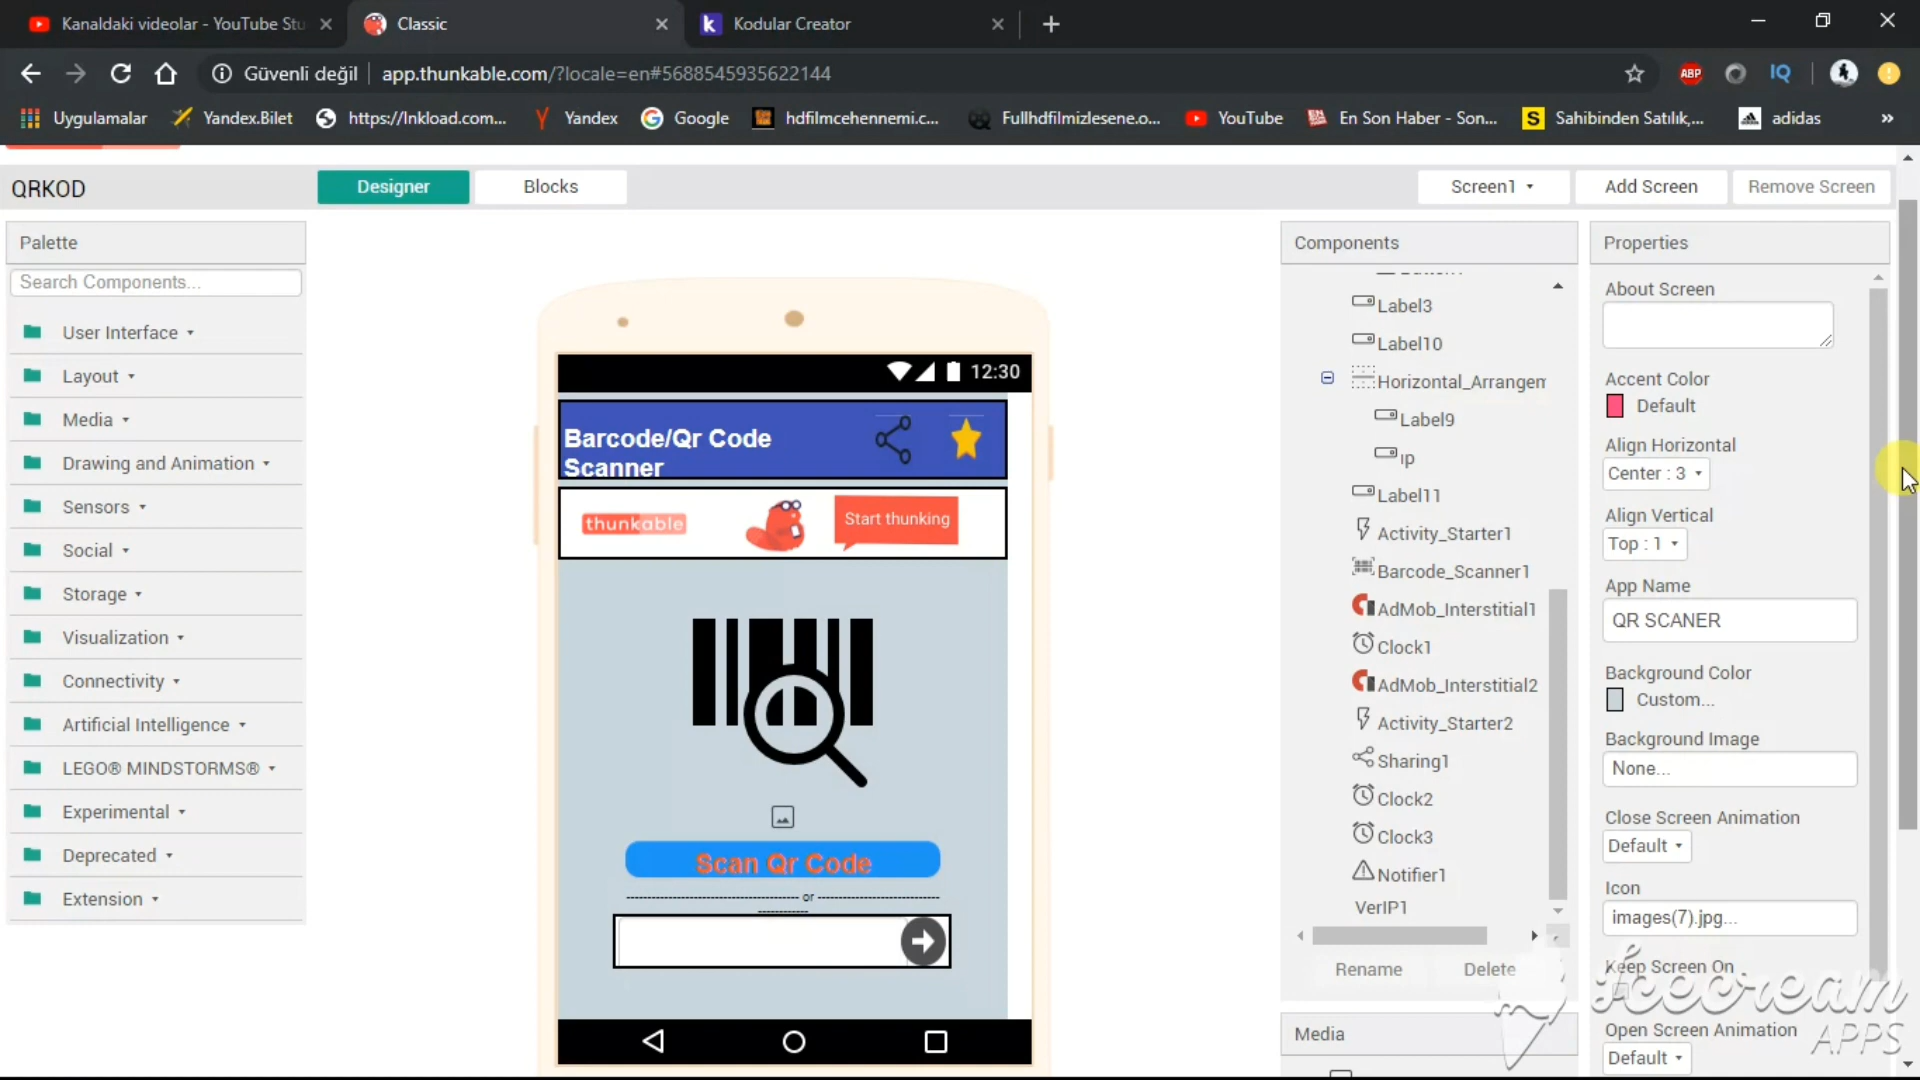 Kanaldaki videolar - YouTube Stu
Classic
Kodular Creator
Güvenli değil
app.thunkable.com/?locale=en#5688545935622144
ABP
IQ
Uygulamalar
Yandex.Bilet
https://lnkload.com...
Yandex
Google
hdfilmcehennemi.c...
Fullhdfilmizlesene.o...
YouTube
En Son Haber - Son...
Sahibinden Satılık,...
adidas
»
QRKOD
Designer
Blocks
Screen1
Add Screen
Remove Screen
Palette
Search Components...
User Interface
Layout
Media
Drawing and Animation
Sensors
Social
Storage
Visualization
Connectivity
Artificial Intelligence
LEGO® MINDSTORMS®
Experimental
Deprecated
Extension
12:30
Barcode/Qr Code
Scanner
thunkable
Start thunking
Scan Qr Code
---------------------------------------- or ----------------------------
------------
Components
Label3
Label10
Horizontal_Arrangem
Label9
ıp
Label11
Activity_Starter1
Barcode_Scanner1
AdMob_Interstitial1
Clock1
AdMob_Interstitial2
Activity_Starter2
Sharing1
Clock2
Clock3
Notifier1
VerIP1
Rename
Delete
Media
Properties
About Screen
Accent Color
Default
Align Horizontal
Center : 3
Align Vertical
Top : 1
App Name
QR SCANER
Background Color
Custom...
Background Image
None...
Close Screen Animation
Default
Icon
images(7).jpg...
Keep Screen On
Open Screen Animation
Default
Icecream
APPS